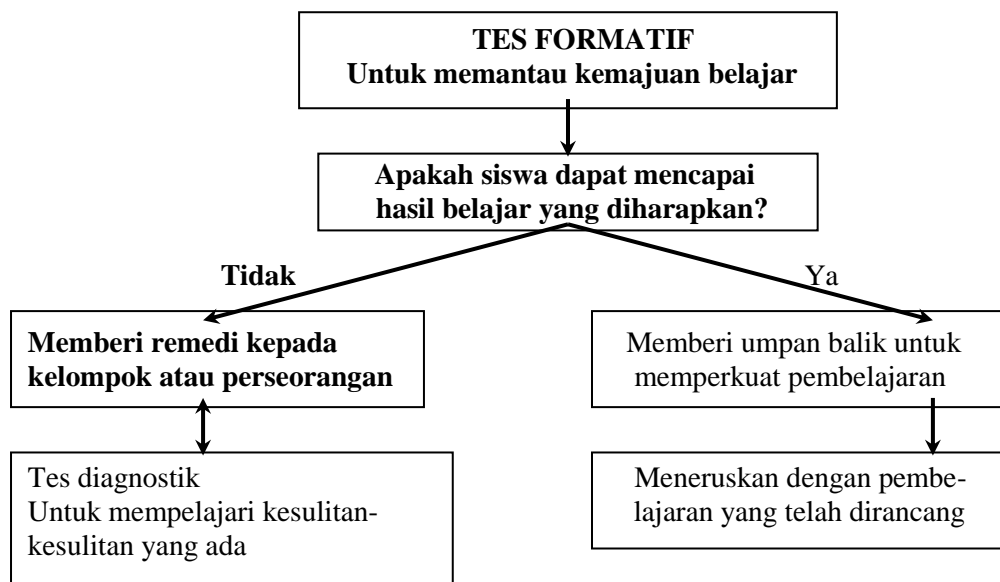 TES FORMATIF
Untuk memantau kemajuan belajar
Apakah siswa dapat mencapai
hasil belajar yang diharapkan?
Tidak
Ya
Memberi remedi kepada
kelompok atau perseorangan
Memberi umpan balik untuk
memperkuat pembelajaran
Tes diagnostik
Untuk mempelajari kesulitan-
kesulitan yang ada
Meneruskan dengan pembe-
lajaran yang telah dirancang